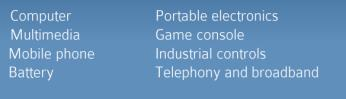 Computer Portable electronics
Multimedia Game console
Mobile phone Industrial controls
Battery Telephony and broadband